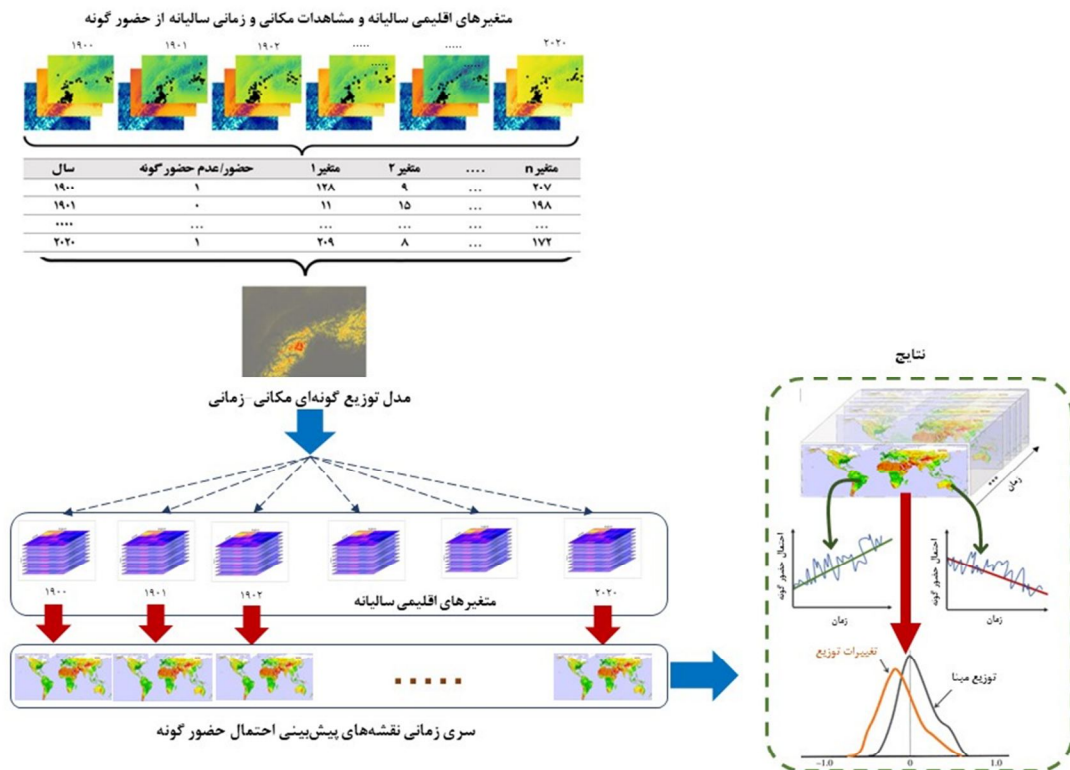 متغیرهای اقلیمی سالیانه و مشاهدات مکانی و زمانی سالیانه از حضور گونه
۱۹۰۰ ۱۹۰۱ ۱۹۰۲ ..... ..... ۲۰۲۰
..... .....
سال حضور/عدم حضور گونه متغیر ۱ متغیر ۲ .... متغیر n
۱۹۰۰ ۱ ۱۲۸ ۹ ... ۲۰۷
۱۹۰۱ ۰ ۱۱ ۱۵ ... ۱۹۸
.... ... ... ... ... ...
۲۰۲۰ ۱ ۲۰۹ ۸ ... ۱۷۲
مدل توزیع گونه‌ای مکانی-زمانی
۱۹۰۰ ۱۹۰۱ ۱۹۰۲ ۲۰۲۰
متغیرهای اقلیمی سالیانه
.....
سری زمانی نقشه‌های پیش‌بینی احتمال حضور گونه
نتایج
...
زمان
احتمال حضور گونه
زمان
احتمال حضور گونه
زمان
تغییرات توزیع
توزیع مبنا
-1.0 0 1.0